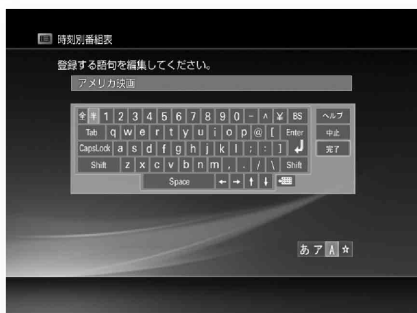 時刻別番組表
登録する語句を編集してください。
アメリカ映画
全 半 1 2 3 4 5 6 7 8 9 0 - ^ ¥ BS ヘルプ
Tab q w e r t y u i o p @ [ Enter 中止
CapsLock a s d f g h j k l ; : ] 完了
Shift z x c v b n m , . / \ Shift
Space ← → ↑ ↓
あ ア A ☆